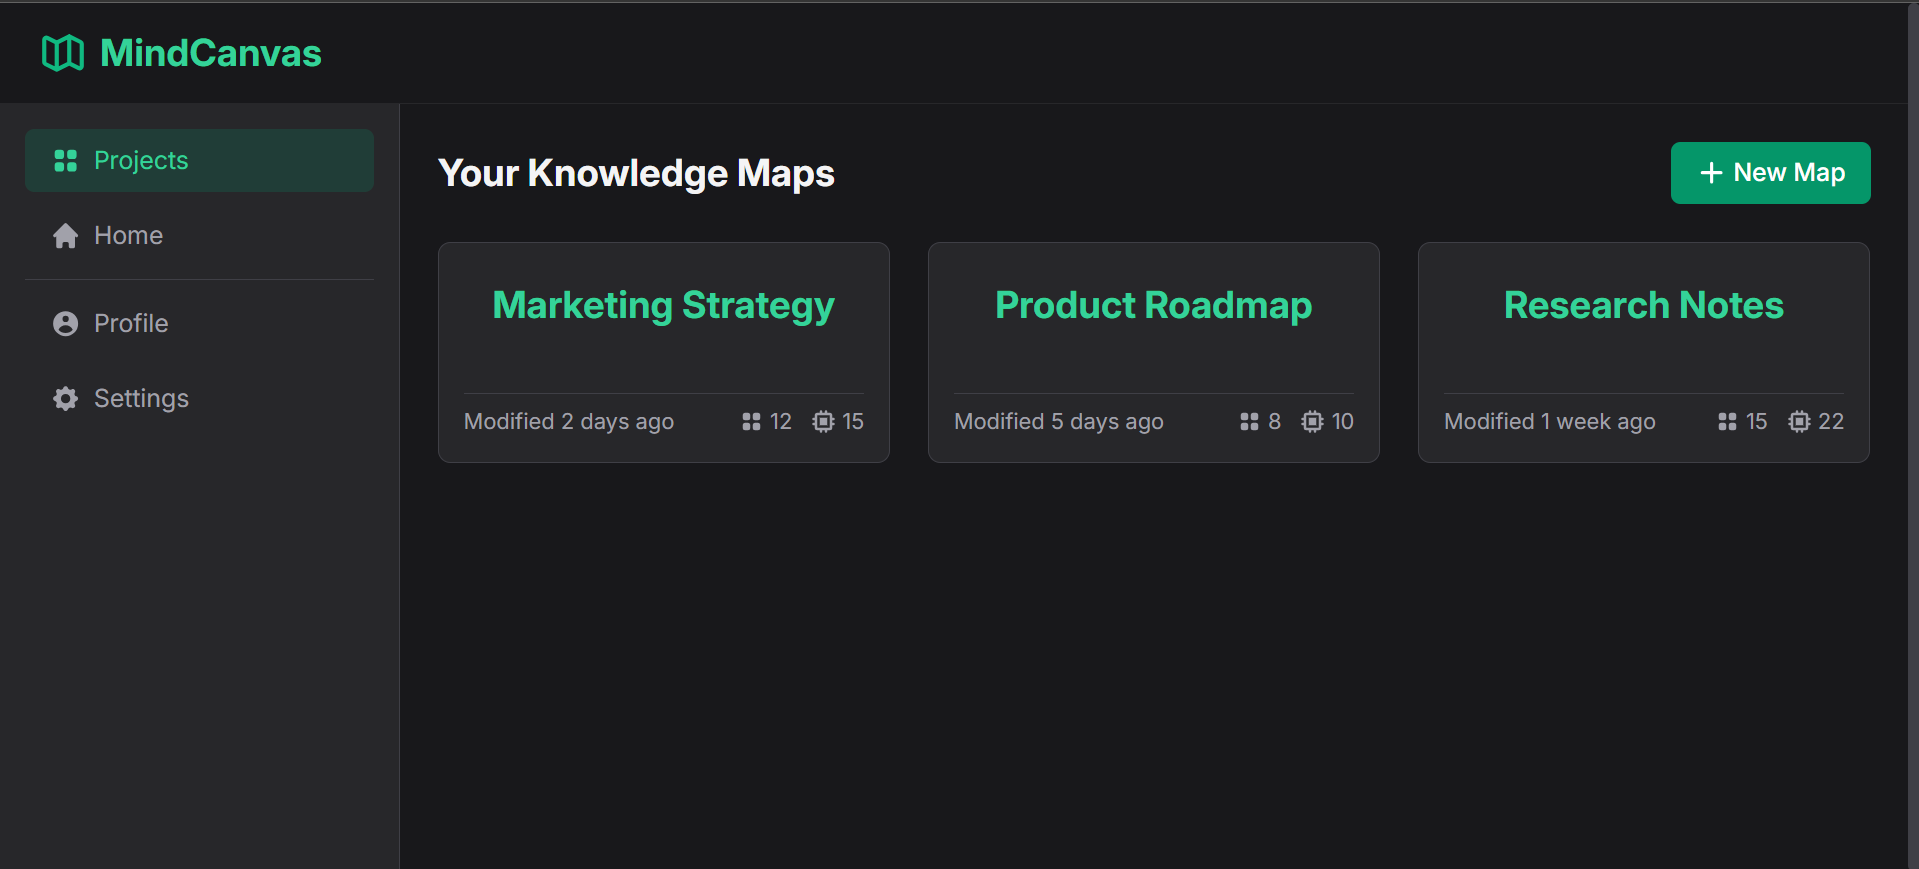 MindCanvas
Projects
Home
Profile
Settings
Your Knowledge Maps
New Map
Marketing Strategy
Modified 2 days ago 12 15
Product Roadmap
Modified 5 days ago 8 10
Research Notes
Modified 1 week ago 15 22